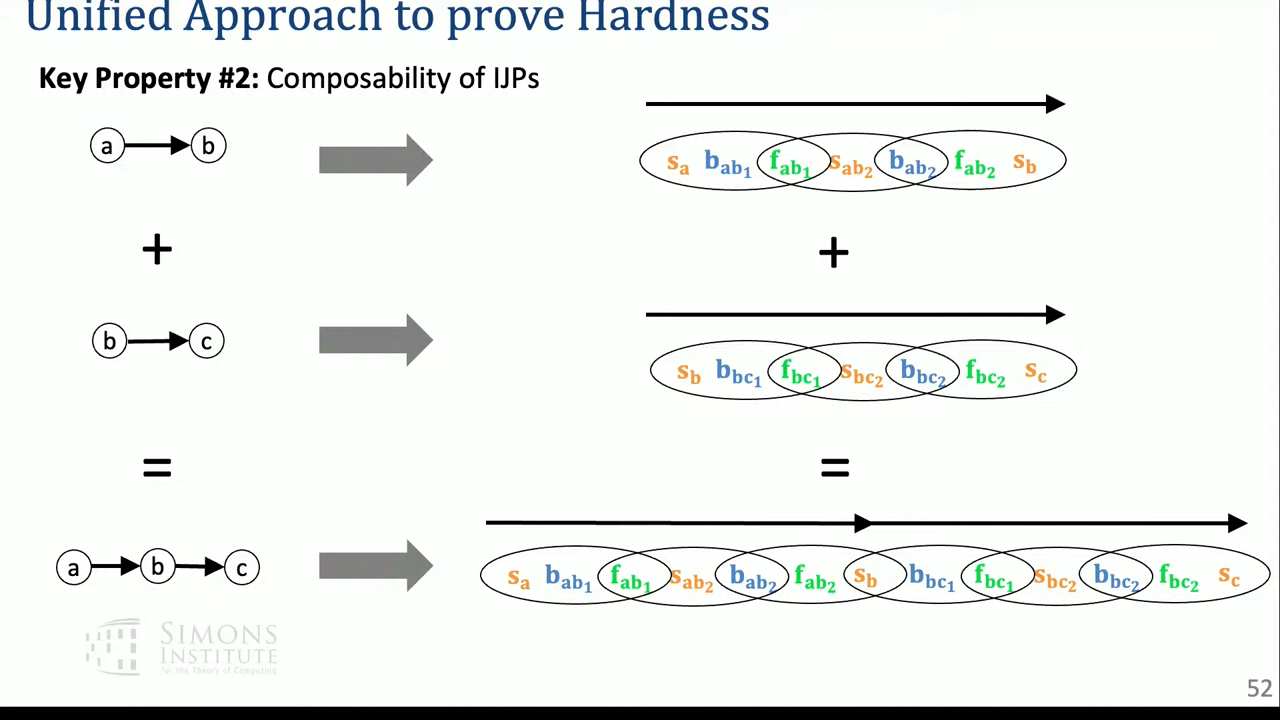 Unified Approach to prove Hardness
Key Property #2: Composability of IJPs
a b
s_a b_ab1 f_ab1 s_ab2 b_ab2 f_ab2 s_b
+ +
b c
s_b b_bc1 f_bc1 s_bc2 b_bc2 f_bc2 s_c
= =
a b c
s_a b_ab1 f_ab1 s_ab2 b_ab2 f_ab2 s_b b_bc1 f_bc1 s_bc2 b_bc2 f_bc2 s_c
SIMONS
INSTITUTE
for the Theory of Computing
52